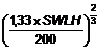 (1,33 x SWLH / 200)^(2/3)